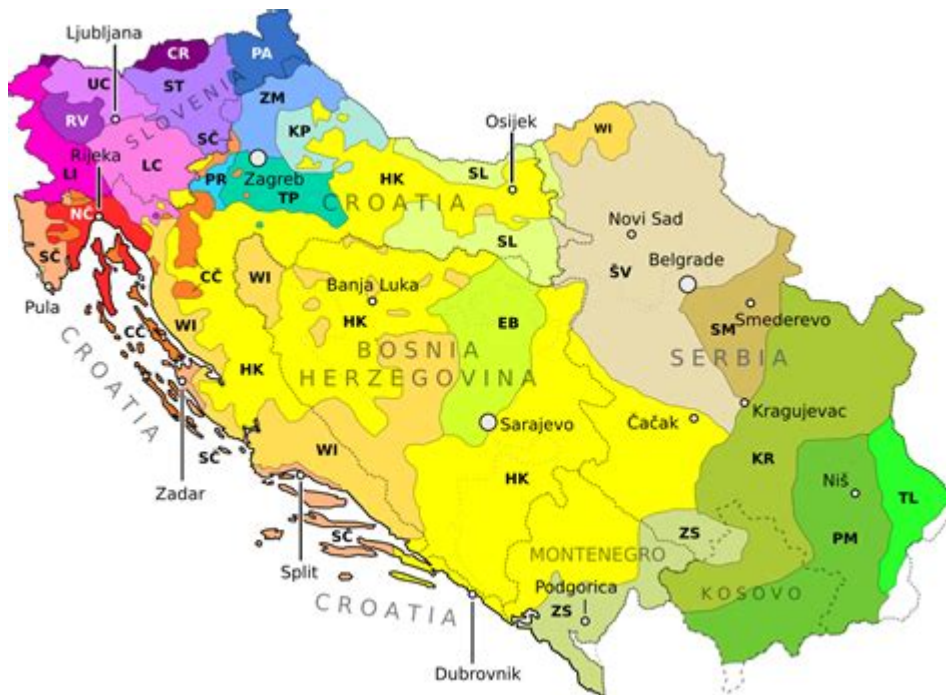 Ljubljana
CR
PA
UC
ST
ZM
SLOVENIA
RV
KP
Osijek
WI
SČ
Rijeka
LC
LI
PR
Zagreb
TP
HK
SL
CROATIA
NČ
SČ
SL
Novi Sad
CČ
WI
ŠV
Belgrade
Pula
Banja Luka
HK
EB
SM
Smederevo
WI
CČ
BOSNIA
HERZEGOVINA
SERBIA
HK
CROATIA
Kragujevac
Čačak
Sarajevo
WI
SČ
KR
HK
Niš
TL
Zadar
SČ
ZS
PM
MONTENEGRO
Split
Podgorica
KOSOVO
CROATIA
ZS
Dubrovnik